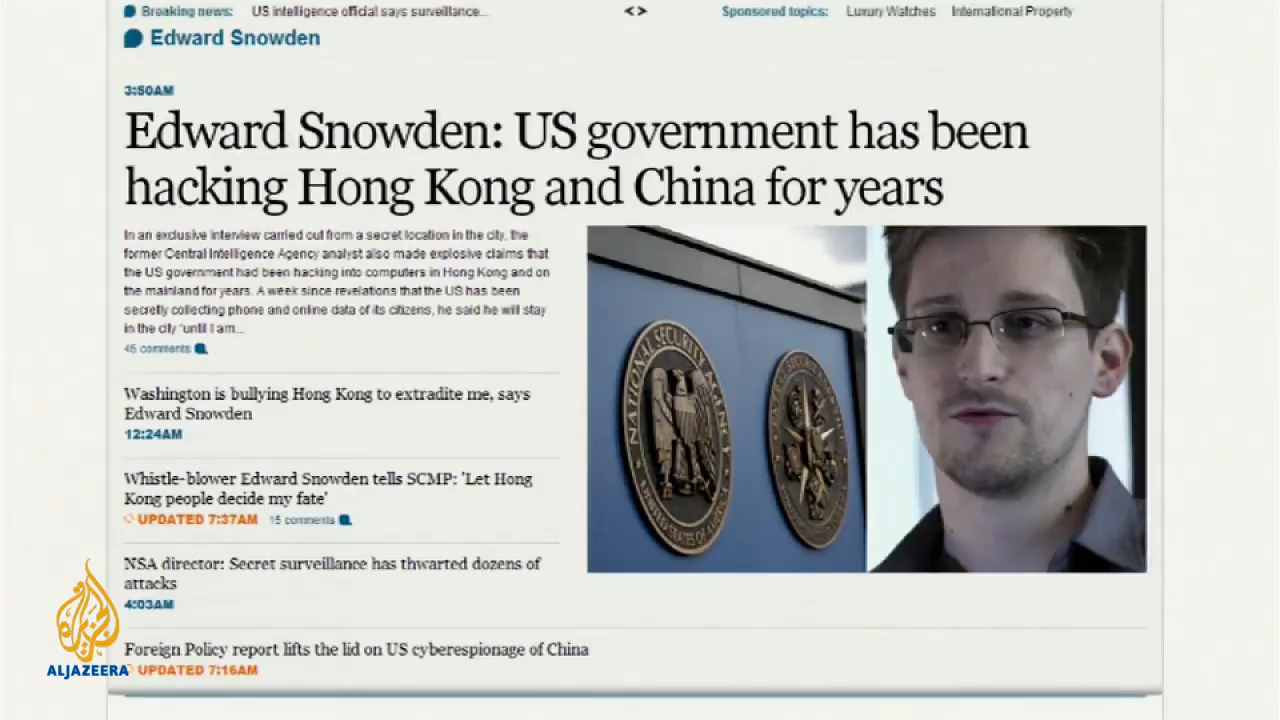 Breaking news: US intelligence official says surveillance... <> Sponsored topics: Luxury Watches International Property
Edward Snowden
3:50AM
Edward Snowden: US government has been
hacking Hong Kong and China for years
In an exclusive interview carried out from a secret location in the city, the
former Central Intelligence Agency analyst also made explosive claims that
the US government had been hacking into computers in Hong Kong and on
the mainland for years. A week since revelations that the US has been
secretly collecting phone and online data of its citizens, he said he will stay
in the city "until I am...
45 comments
Washington is bullying Hong Kong to extradite me, says
Edward Snowden
12:24AM
Whistle-blower Edward Snowden tells SCMP: 'Let Hong
Kong people decide my fate'
UPDATED 7:37AM 15 comments
NSA director: Secret surveillance has thwarted dozens of
attacks
4:03AM
Foreign Policy report lifts the lid on US cyberespionage of China
UPDATED 7:16AM
NATIONAL SECURITY AGENCY
UNITED STATES OF AMERICA
الجزيرة
ALJAZEERA